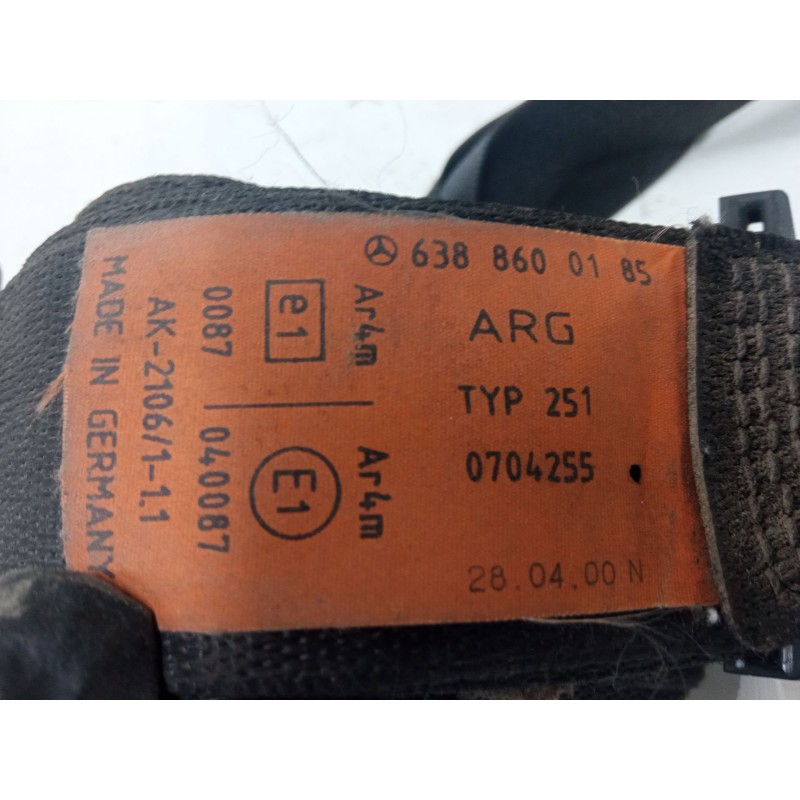 638 860 01 85
ARG
TYP 251
0704255
28.04.00 N
Ar4m Ar4m
e1 E1
0087 040087
AK-2106/1-1.1
MADE IN GERMANY